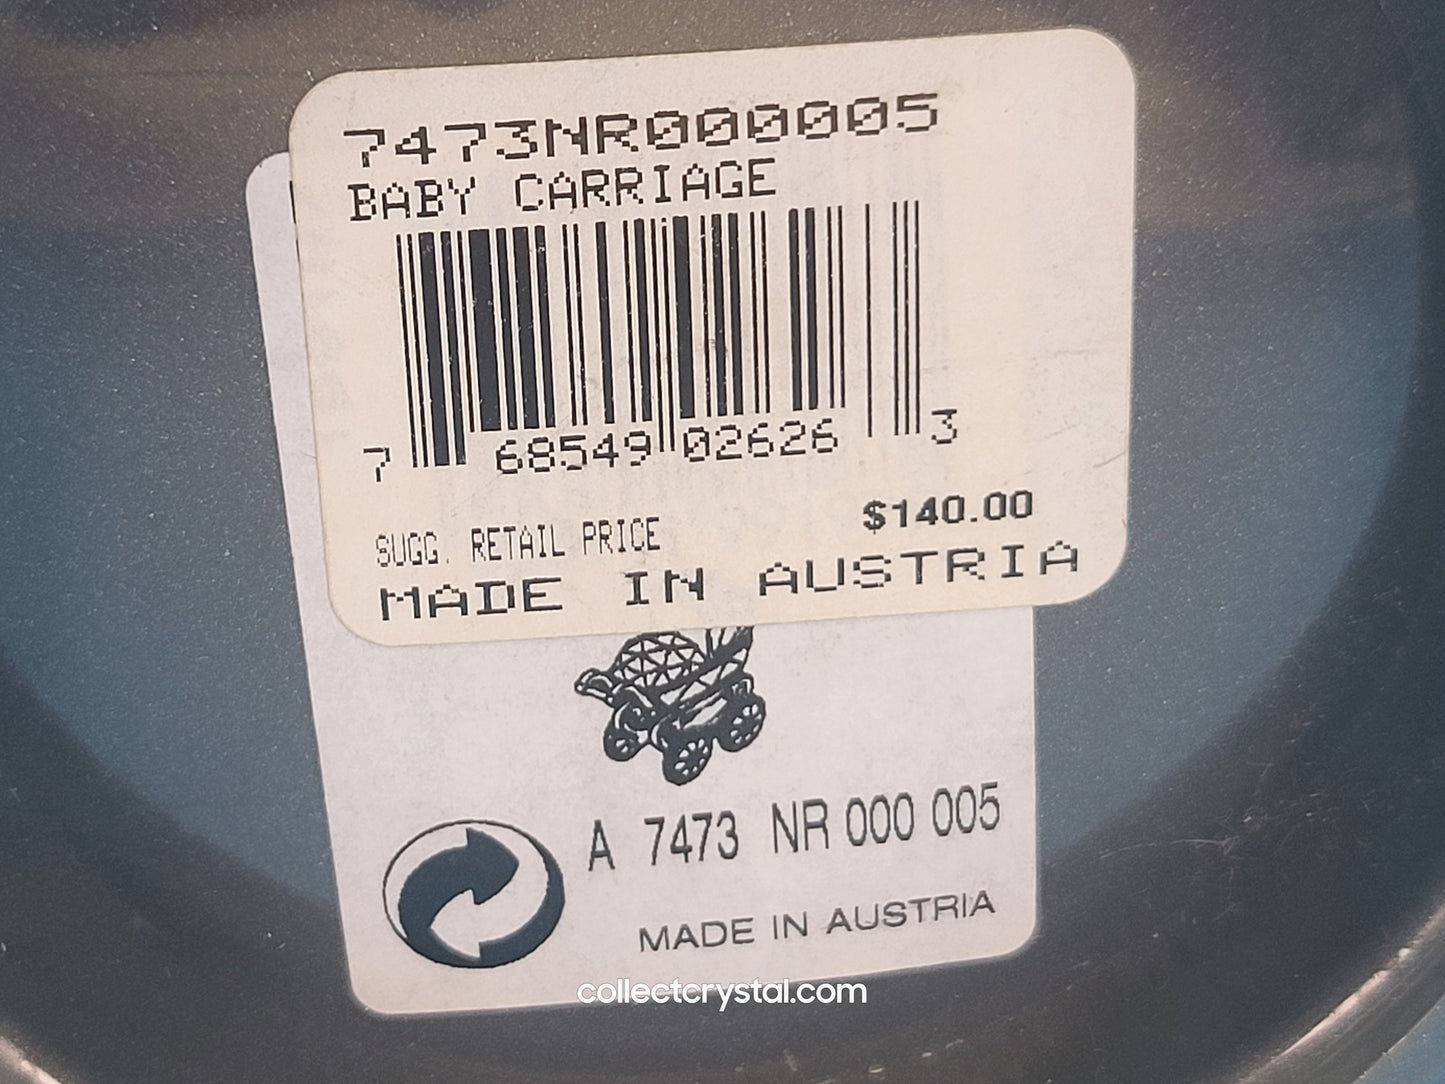 7473NR000005
BABY CARRIAGE
7 68549 02626 3
SUGG. RETAIL PRICE $140.00
MADE IN AUSTRIA
A 7473 NR 000 005
MADE IN AUSTRIA
collectcrystal.com